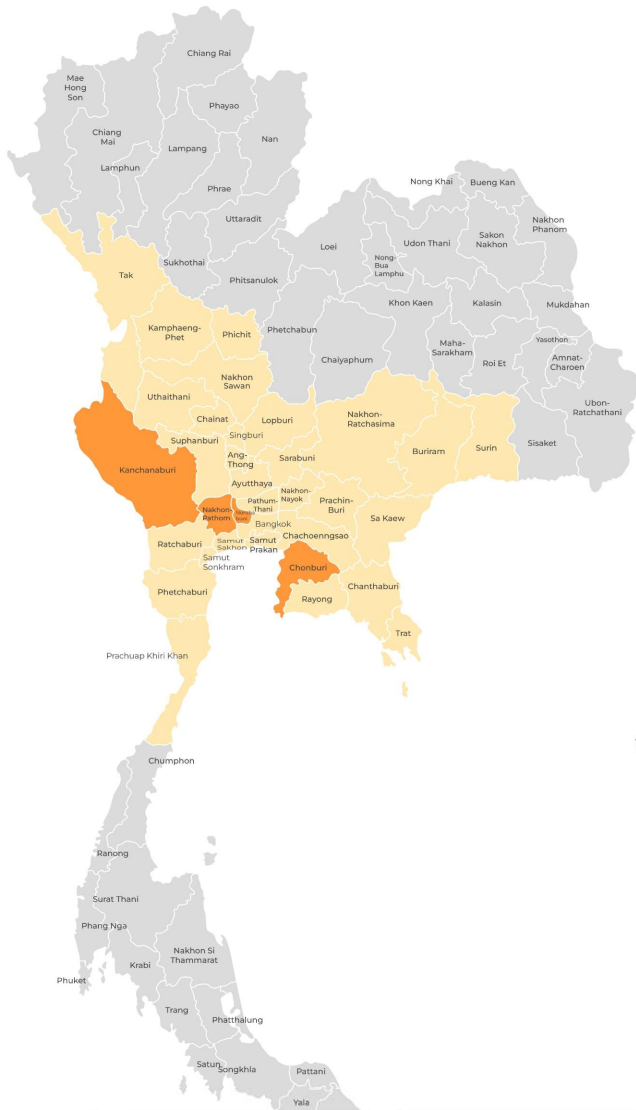 Chiang Rai
Mae
Hong
Son
Phayao
Chiang
Mai
Nan
Lampang
Lamphun
Phrae
Uttaradit
Nong Khai
Bueng Kan
Nakhon
Phanom
Loei
Udon Thani
Sakon
Nakhon
Sukhothai
Nong-
Bua
Lamphu
Tak
Phitsanulok
Khon Kaen
Kalasin
Mukdahan
Kamphaeng-
Phet
Phichit
Phetchabun
Maha-
Sarakham
Yasothon
Chaiyaphum
Roi Et
Amnat-
Charoen
Nakhon
Sawan
Uthaithani
Ubon-
Ratchathani
Chainat
Lopburi
Nakhon-
Ratchasima
Suphanburi
Singburi
Buriram
Surin
Sisaket
Ang-
Thong
Sarabuni
Kanchanaburi
Ayutthaya
Nakhon-
Nayok
Pathum-
Thani
Prachin-
Buri
Nakhon-
Pathom
Sa Kaew
Bangkok
Chachoenngsao
Ratchaburi
Samut
Sakhon
Samut
Prakan
Samut
Sonkhram
Chonburi
Phetchaburi
Chanthaburi
Rayong
Trat
Prachuap Khiri Khan
Chumphon
Ranong
Surat Thani
Phang Nga
Nakhon Si
Thammarat
Krabi
Phuket
Trang
Phatthalung
Satun
Songkhla
Pattani
Yala